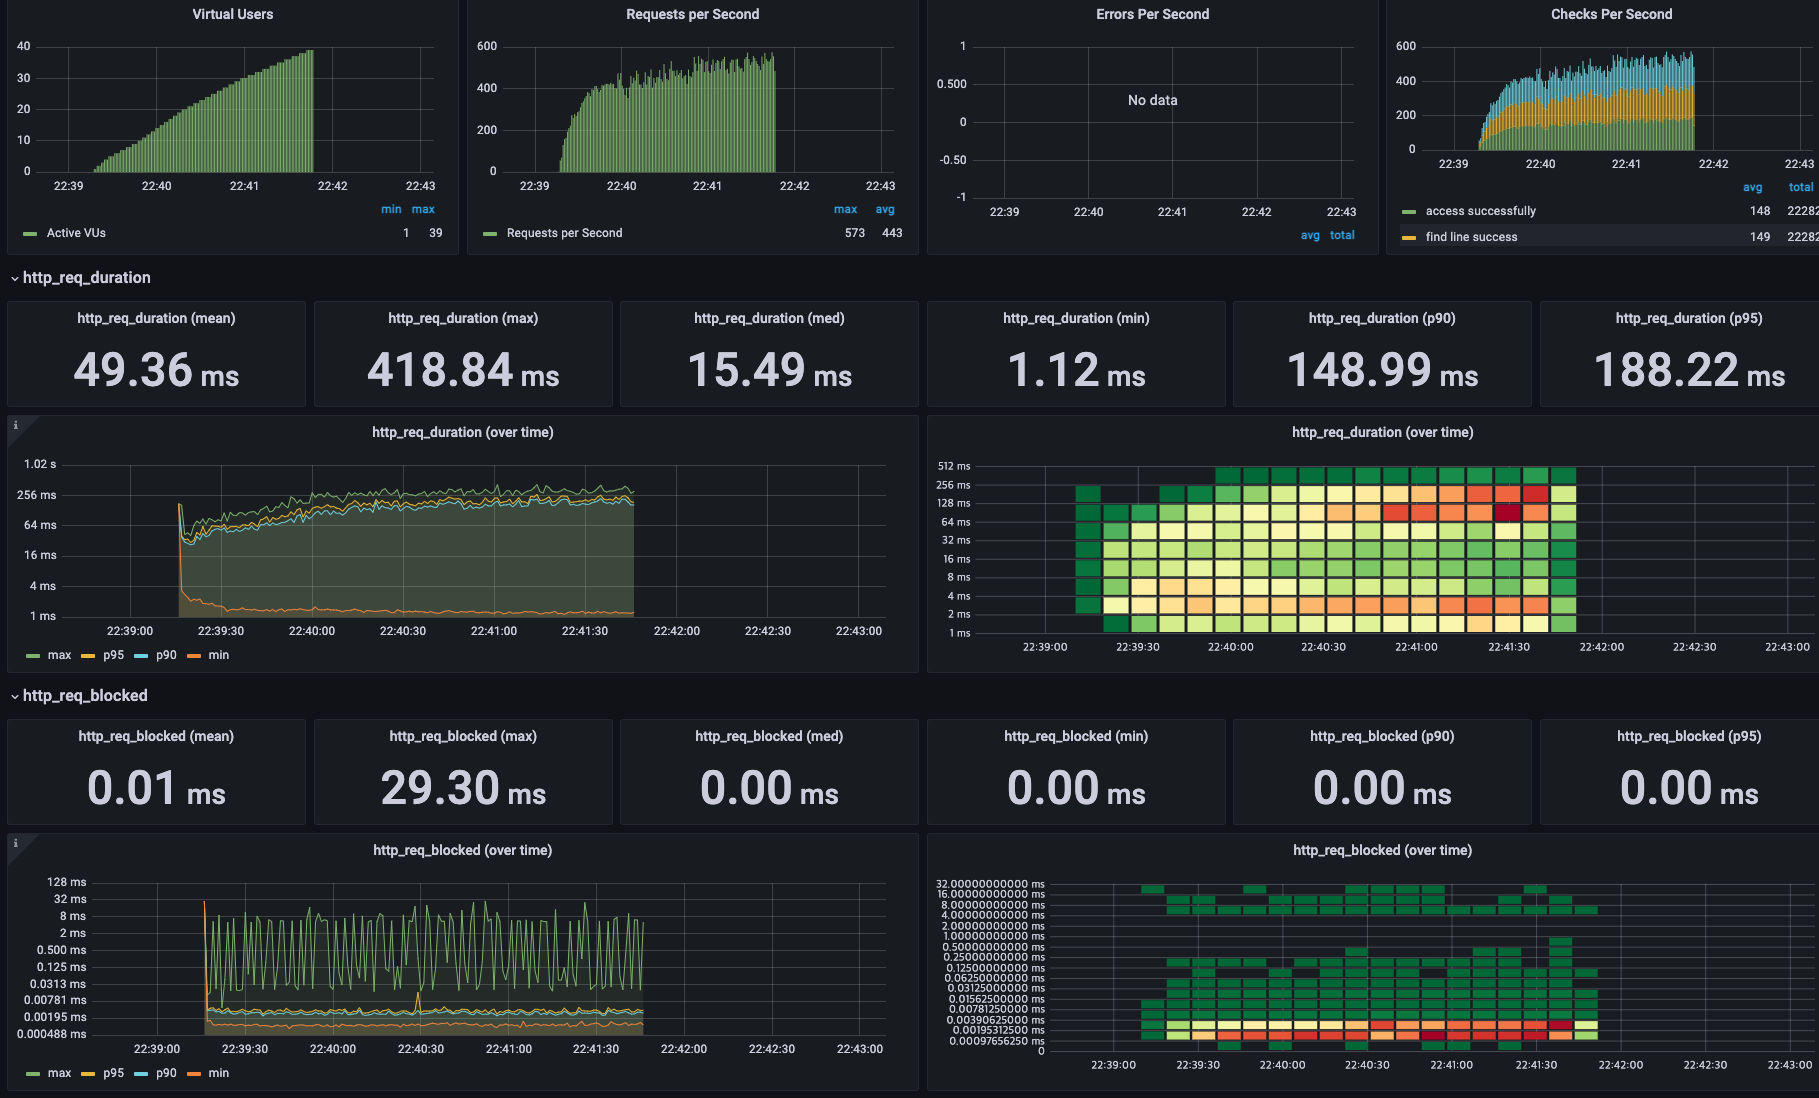 Virtual Users
40
30
20
10
0
22:39 22:40 22:41 22:42 22:43
min max
Active VUs 1 39
Requests per Second
600
400
200
0
22:39 22:40 22:41 22:42 22:43
max avg
Requests per Second 573 443
Errors Per Second
1
0.500
0
-0.50
-1
No data
22:39 22:40 22:41 22:42 22:43
avg total
Checks Per Second
600
400
200
0
22:39 22:40 22:41 22:42 22:43
avg total
access successfully 148 22282
find line success 149 22282
http_req_duration
http_req_duration (mean)
49.36 ms
http_req_duration (max)
418.84 ms
http_req_duration (med)
15.49 ms
http_req_duration (min)
1.12 ms
http_req_duration (p90)
148.99 ms
http_req_duration (p95)
188.22 ms
i
http_req_duration (over time)
1.02 s
256 ms
64 ms
16 ms
4 ms
1 ms
22:39:00 22:39:30 22:40:00 22:40:30 22:41:00 22:41:30 22:42:00 22:42:30 22:43:00
max p95 p90 min
http_req_duration (over time)
512 ms
256 ms
128 ms
64 ms
32 ms
16 ms
8 ms
4 ms
2 ms
1 ms
22:39:00 22:39:30 22:40:00 22:40:30 22:41:00 22:41:30 22:42:00 22:42:30 22:43:00
http_req_blocked
http_req_blocked (mean)
0.01 ms
http_req_blocked (max)
29.30 ms
http_req_blocked (med)
0.00 ms
http_req_blocked (min)
0.00 ms
http_req_blocked (p90)
0.00 ms
http_req_blocked (p95)
0.00 ms
i
http_req_blocked (over time)
128 ms
32 ms
8 ms
2 ms
0.500 ms
0.125 ms
0.0313 ms
0.00781 ms
0.00195 ms
0.000488 ms
22:39:00 22:39:30 22:40:00 22:40:30 22:41:00 22:41:30 22:42:00 22:42:30 22:43:00
max p95 p90 min
http_req_blocked (over time)
32.00000000000 ms
16.00000000000 ms
8.00000000000 ms
4.00000000000 ms
2.00000000000 ms
1.00000000000 ms
0.50000000000 ms
0.25000000000 ms
0.12500000000 ms
0.06250000000 ms
0.03125000000 ms
0.01562500000 ms
0.00781250000 ms
0.00390625000 ms
0.00195312500 ms
0.00097656250 ms
0
22:39:00 22:39:30 22:40:00 22:40:30 22:41:00 22:41:30 22:42:00 22:42:30 22:43:00